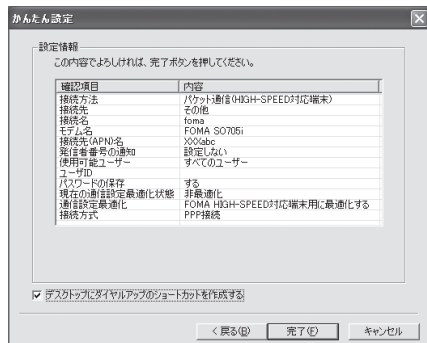 かんたん設定
設定情報
この内容でよろしければ、完了ボタンを押してください。
確認項目 内容
接続方法 パケット通信(HIGH-SPEED対応端末)
接続先 その他
接続名 foma
モデム名 FOMA SO705i
接続先(APN)名 XXXabc
発信者番号の通知 設定しない
使用可能ユーザー すべてのユーザー
ユーザID
パスワードの保存 する
現在の通信設定最適化状態 非最適化
通信設定最適化 FOMA HIGH-SPEED対応端末用に最適化する
接続方式 PPP接続
デスクトップにダイヤルアップのショートカットを作成する
< 戻る(B) 完了(F) キャンセル